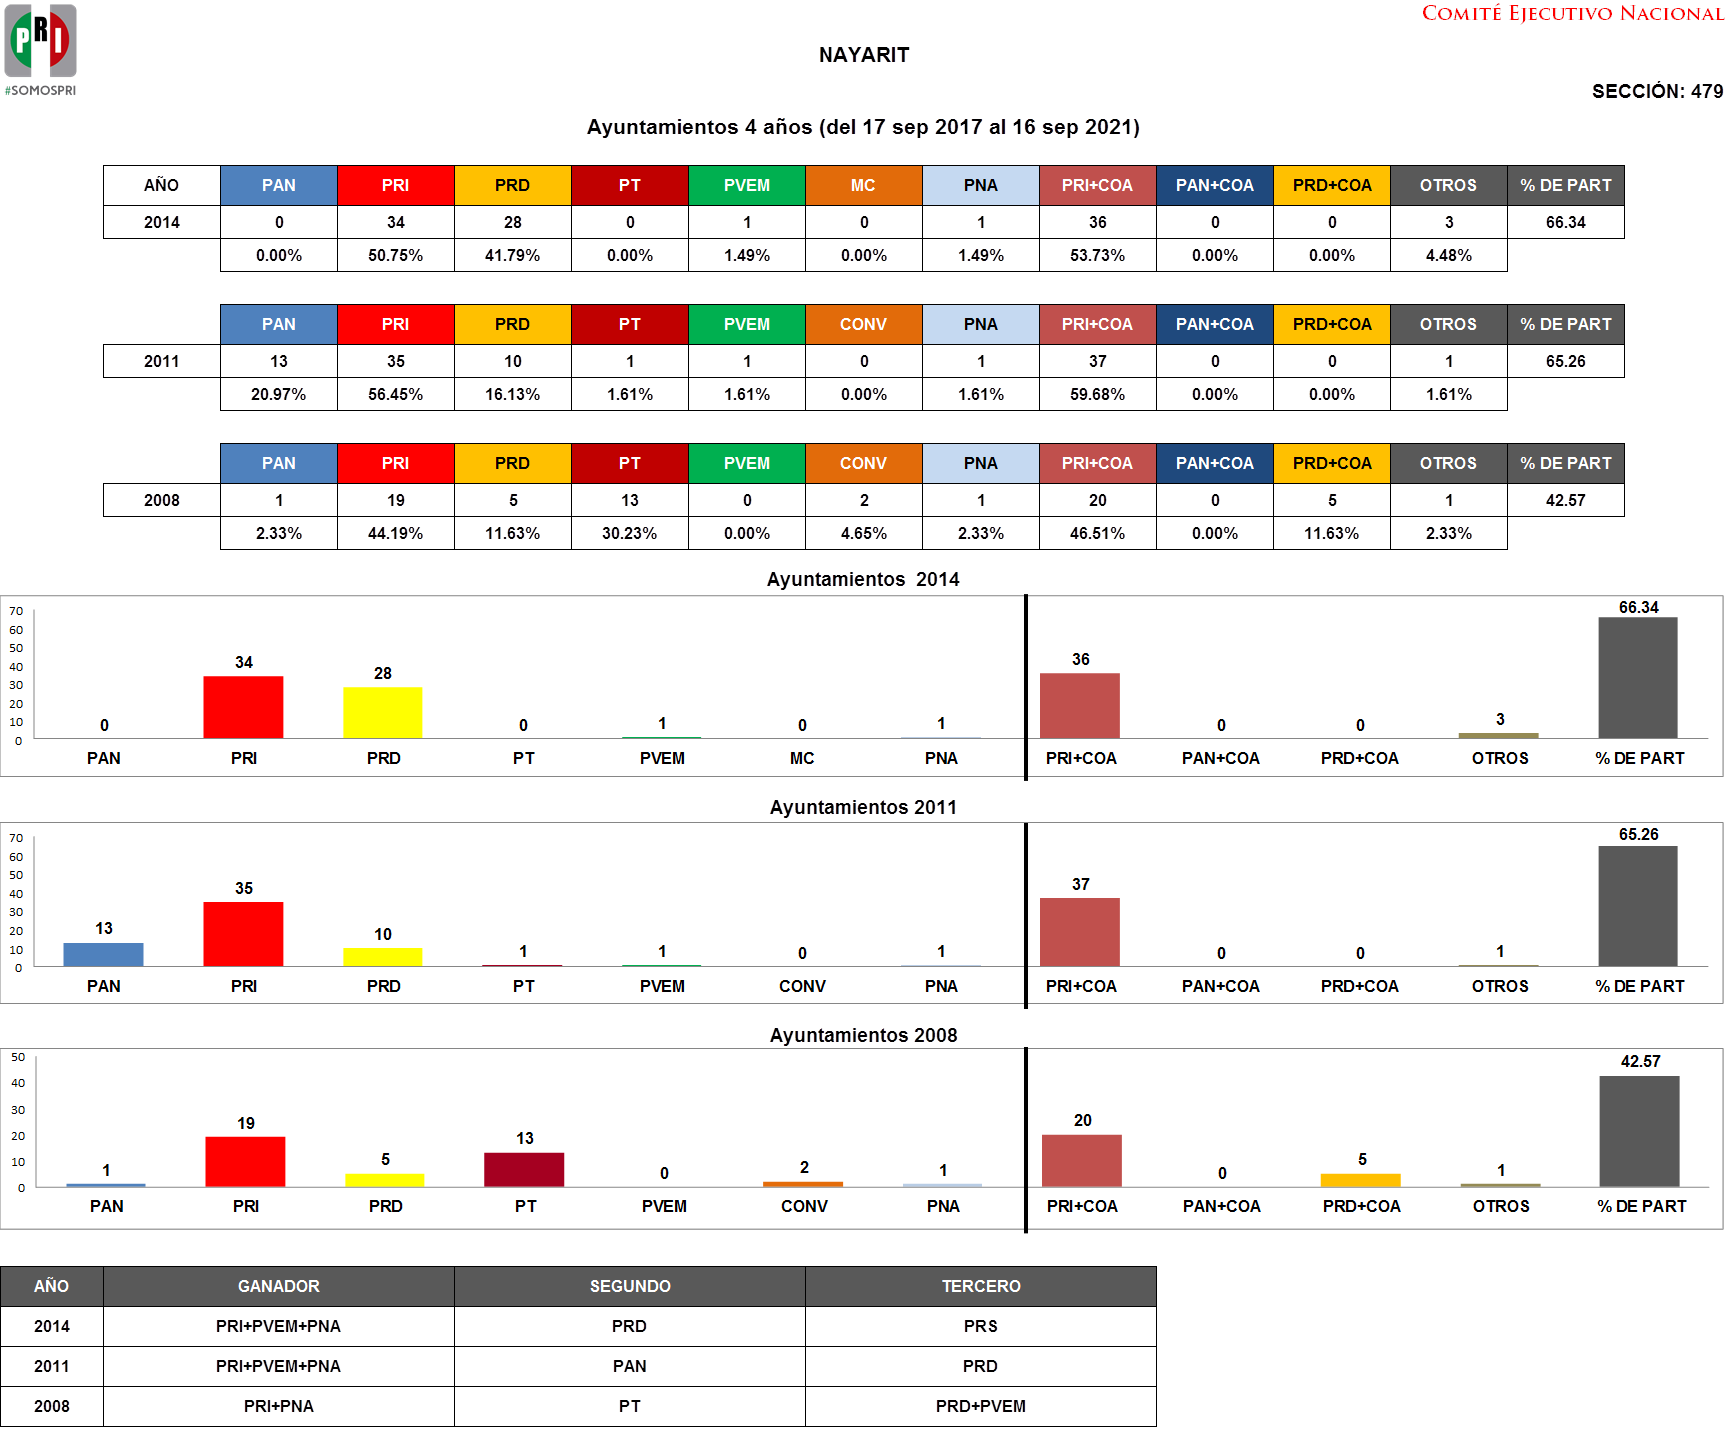 COMITÉ EJECUTIVO NACIONAL
PRI
#SOMOSPRI
NAYARIT
SECCIÓN: 479
Ayuntamientos 4 años (del 17 sep 2017 al 16 sep 2021)
AÑO PAN PRI PRD PT PVEM MC PNA PRI+COA PAN+COA PRD+COA OTROS % DE PART
2014 0 34 28 0 1 0 1 36 0 0 3 66.34
0.00% 50.75% 41.79% 0.00% 1.49% 0.00% 1.49% 53.73% 0.00% 0.00% 4.48%
PAN PRI PRD PT PVEM CONV PNA PRI+COA PAN+COA PRD+COA OTROS % DE PART
2011 13 35 10 1 1 0 1 37 0 0 1 65.26
20.97% 56.45% 16.13% 1.61% 1.61% 0.00% 1.61% 59.68% 0.00% 0.00% 1.61%
PAN PRI PRD PT PVEM CONV PNA PRI+COA PAN+COA PRD+COA OTROS % DE PART
2008 1 19 5 13 0 2 1 20 0 5 1 42.57
2.33% 44.19% 11.63% 30.23% 0.00% 4.65% 2.33% 46.51% 0.00% 11.63% 2.33%
Ayuntamientos 2014
70
60
50
40
30
20
10
0
0 34 28 0 1 0 1 36 0 0 3 66.34
PAN PRI PRD PT PVEM MC PNA PRI+COA PAN+COA PRD+COA OTROS % DE PART
Ayuntamientos 2011
70
60
50
40
30
20
10
0
13 35 10 1 1 0 1 37 0 0 1 65.26
PAN PRI PRD PT PVEM CONV PNA PRI+COA PAN+COA PRD+COA OTROS % DE PART
Ayuntamientos 2008
50
40
30
20
10
0
1 19 5 13 0 2 1 20 0 5 1 42.57
PAN PRI PRD PT PVEM CONV PNA PRI+COA PAN+COA PRD+COA OTROS % DE PART
AÑO GANADOR SEGUNDO TERCERO
2014 PRI+PVEM+PNA PRD PRS
2011 PRI+PVEM+PNA PAN PRD
2008 PRI+PNA PT PRD+PVEM